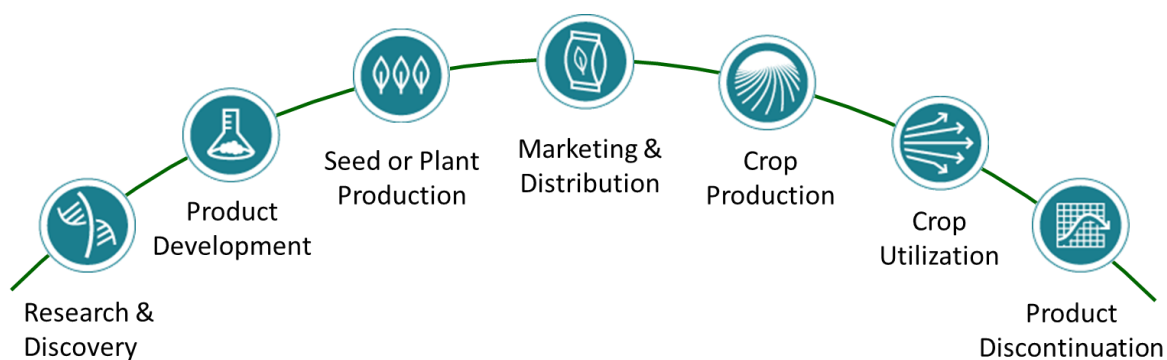 Research &
Discovery
Product
Development
Seed or Plant
Production
Marketing &
Distribution
Crop
Production
Crop
Utilization
Product
Discontinuation